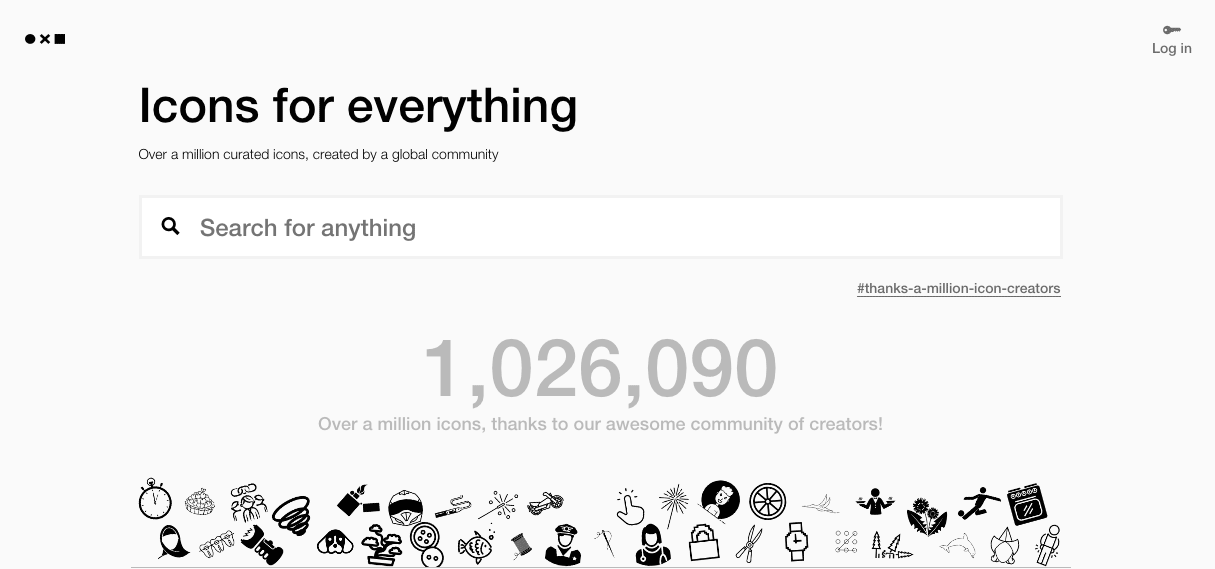 Log in
Icons for everything
Over a million curated icons, created by a global community
Search for anything
#thanks-a-million-icon-creators
1,026,090
Over a million icons, thanks to our awesome community of creators!